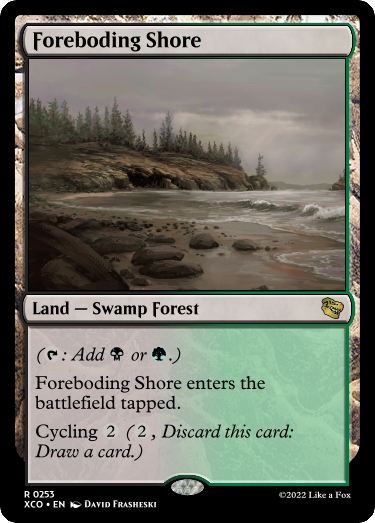 Foreboding Shore
Land — Swamp Forest
(: Add or .)
Foreboding Shore enters the
battlefield tapped.
Cycling 2 (2, Discard this card:
Draw a card.)
R 0253
XCO • EN DAVID FRASHESKI
©2022 Like a Fox